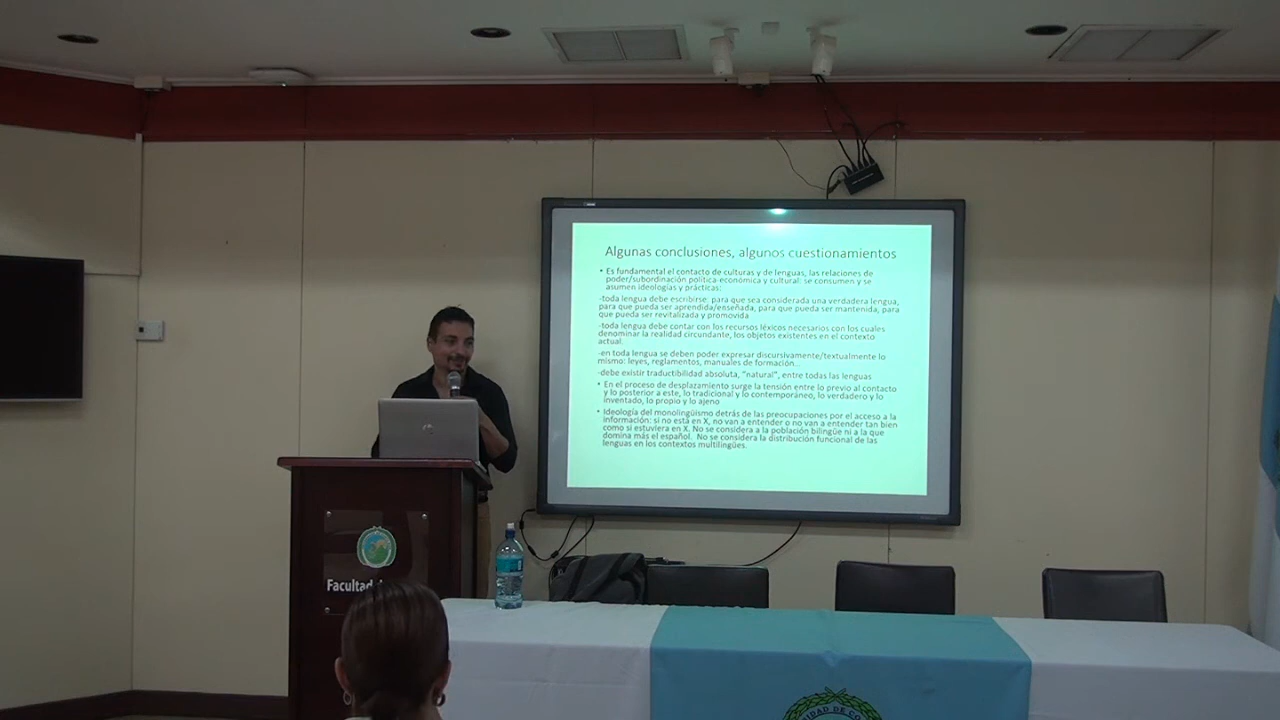 Algunas conclusiones, algunos cuestionamientos
• Es fundamental el contacto de culturas y de lenguas, las relaciones de
poder/subordinación política-económica y cultural: se consumen y se
asumen ideologías y prácticas:
-toda lengua debe escribirse: para que sea considerada una verdadera lengua,
para que pueda ser aprendida/enseñada, para que pueda ser mantenida, para
que pueda ser revitalizada y promovida
-toda lengua debe contar con los recursos léxicos necesarios con los cuales
denominar la realidad circundante, los objetos existentes en el contexto
actual.
-en toda lengua se deben poder expresar discursivamente/textualmente lo
mismo: leyes, reglamentos, manuales de formación...
-debe existir traductibilidad absoluta, "natural", entre todas las lenguas
• En el proceso de desplazamiento surge la tensión entre lo previo al contacto
y lo posterior a este, lo tradicional y lo contemporáneo, lo verdadero y lo
inventado, lo propio y lo ajeno
• Ideología del monolingüismo detrás de las preocupaciones por el acceso a la
información: si no está en X, no van a entender o no van a entender tan bien
como si estuviera en X. No se considera a la población bilingüe ni a la que
domina más el español. No se considera la distribución funcional de las
lenguas en los contextos multilingües.
hp
Facultad
DAD DE CO